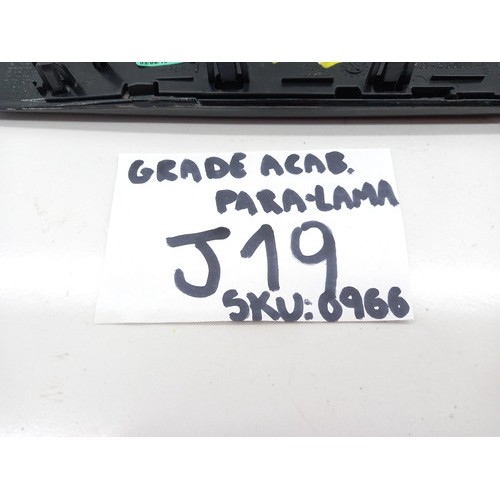 GRADE ACAB.
PARA-LAMA
J19
SKU: 0966